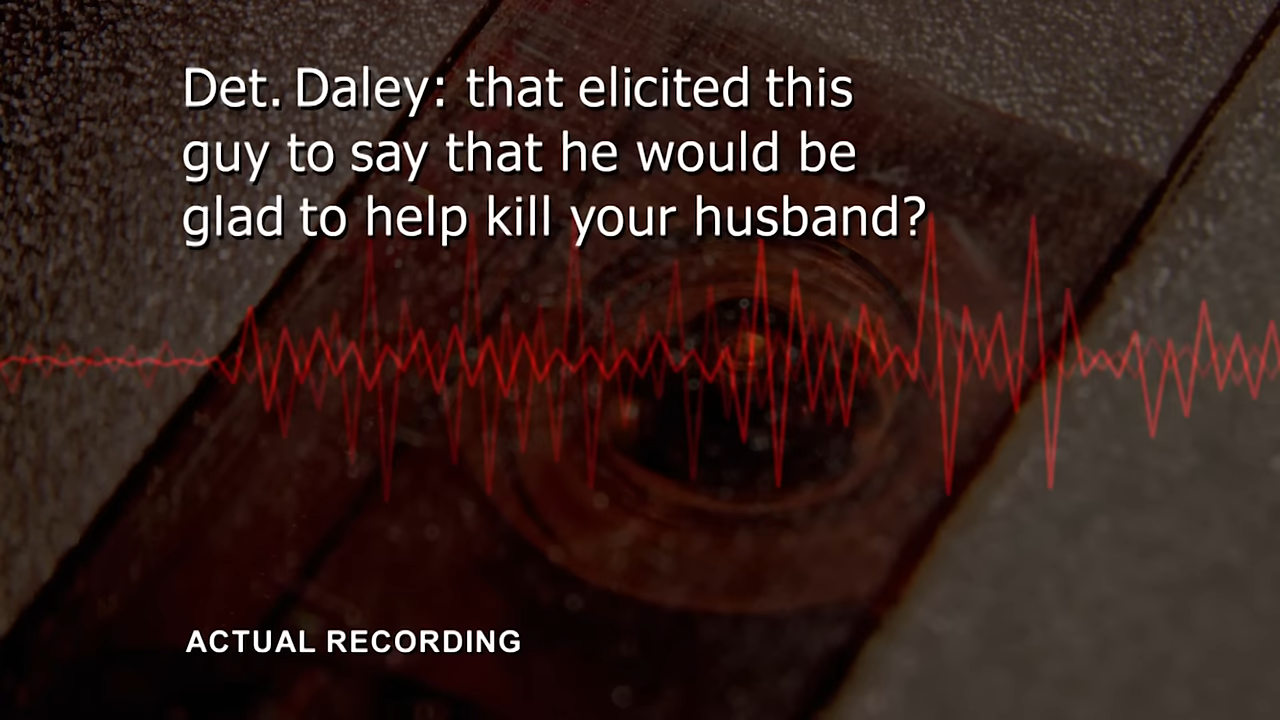 Det. Daley: that elicited this
guy to say that he would be
glad to help kill your husband?
ACTUAL RECORDING